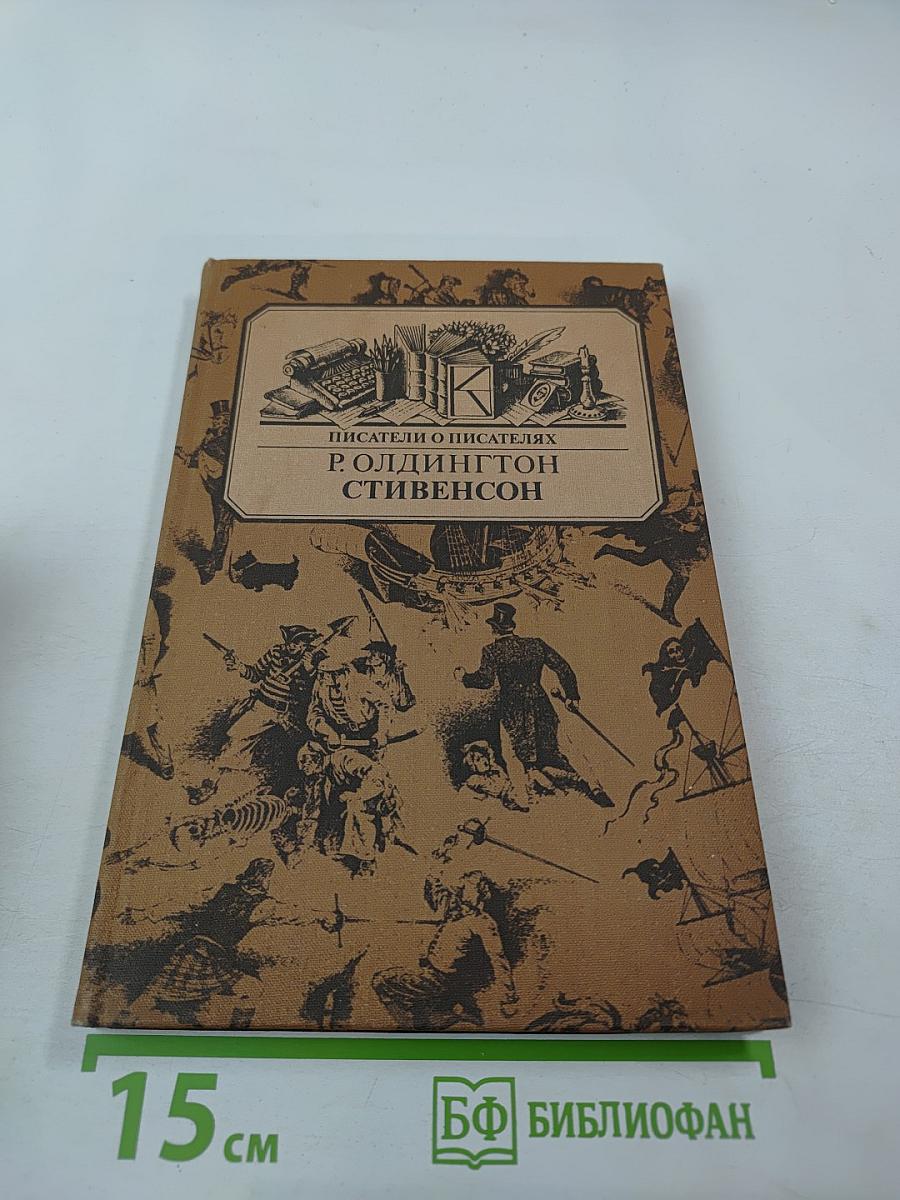 К
ПИСАТЕЛИ О ПИСАТЕЛЯХ
Р. ОЛДИНГТОН
СТИВЕНСОН
15 см
БФ БИБЛИОФАН